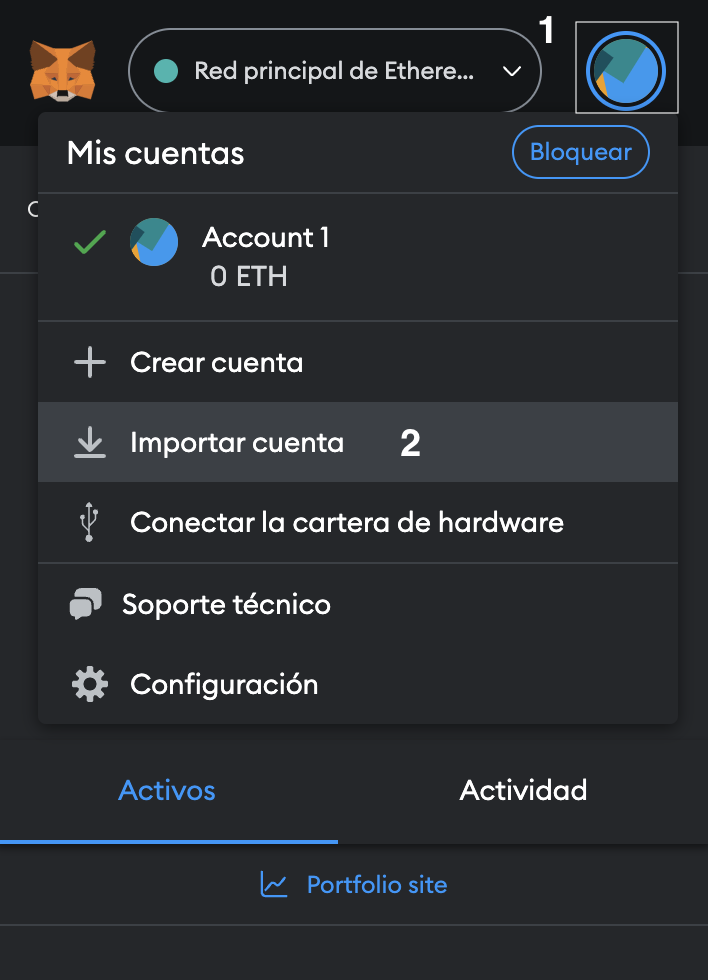 1
Red principal de Ethere...
Mis cuentas
Bloquear
Account 1
0 ETH
Crear cuenta
Importar cuenta 2
Conectar la cartera de hardware
Soporte técnico
Configuración
Activos
Actividad
Portfolio site